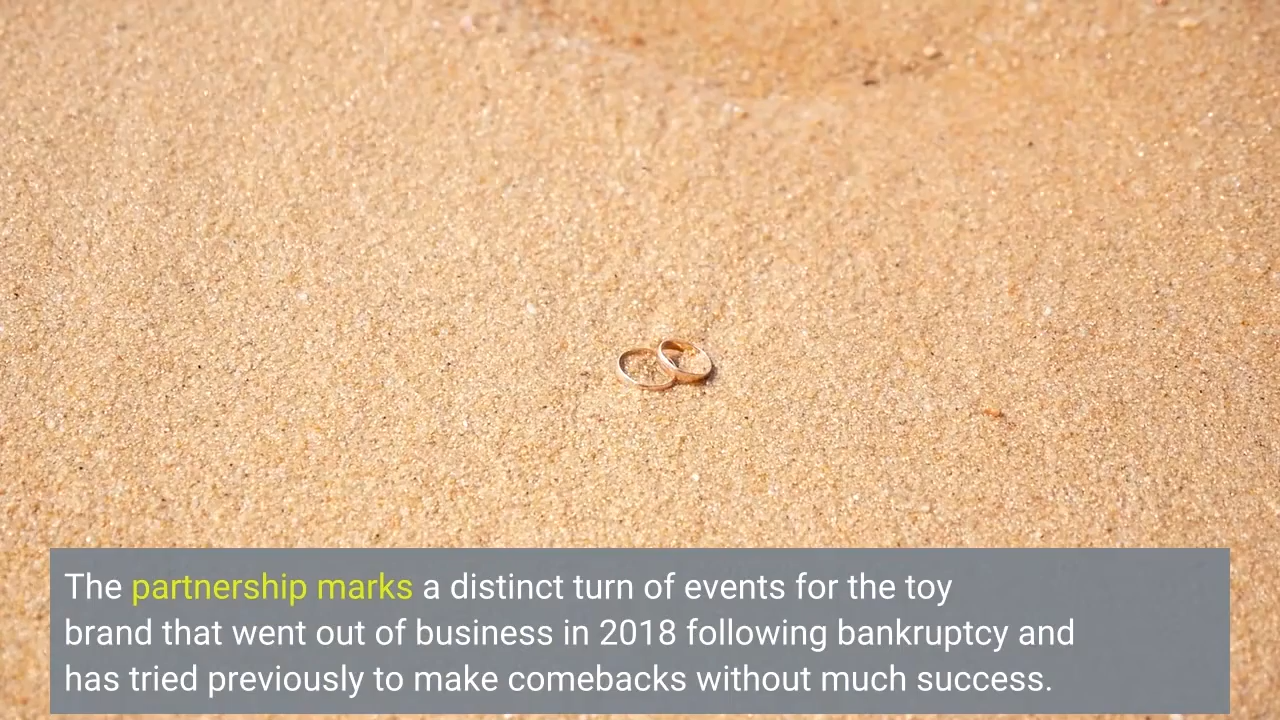 The partnership marks a distinct turn of events for the toy
brand that went out of business in 2018 following bankruptcy and
has tried previously to make comebacks without much success.